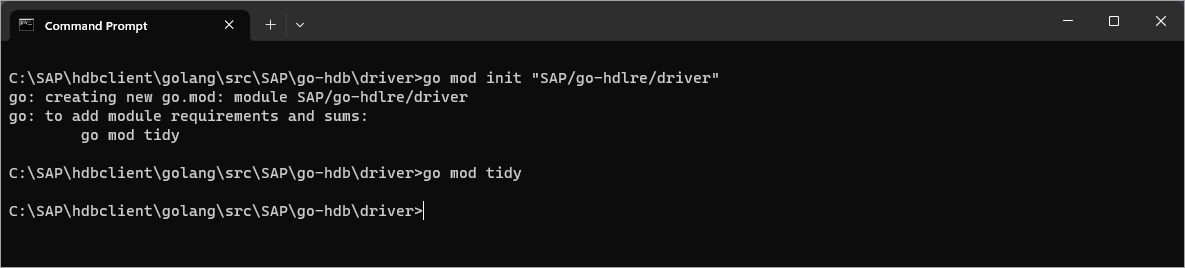 Command Prompt
C:\SAP\hdbclient\golang\src\SAP\go-hdb\driver>go mod init "SAP/go-hdlre/driver"
go: creating new go.mod: module SAP/go-hdlre/driver
go: to add module requirements and sums:
        go mod tidy
C:\SAP\hdbclient\golang\src\SAP\go-hdb\driver>go mod tidy
C:\SAP\hdbclient\golang\src\SAP\go-hdb\driver>